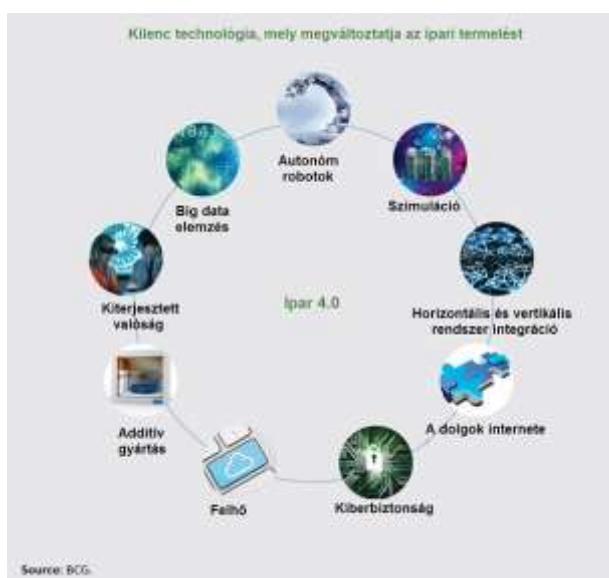 Kilenc technológia, mely megváltoztatja az ipari termelést
Autonóm
robotok
Szimuláció
Horizontális és vertikális
rendszer integráció
A dolgok internete
Kiberbiztonság
Felhő
Additív
gyártás
Kiterjesztett
valóság
Big data
elemzés
Ipar 4.0
Source: BCG.